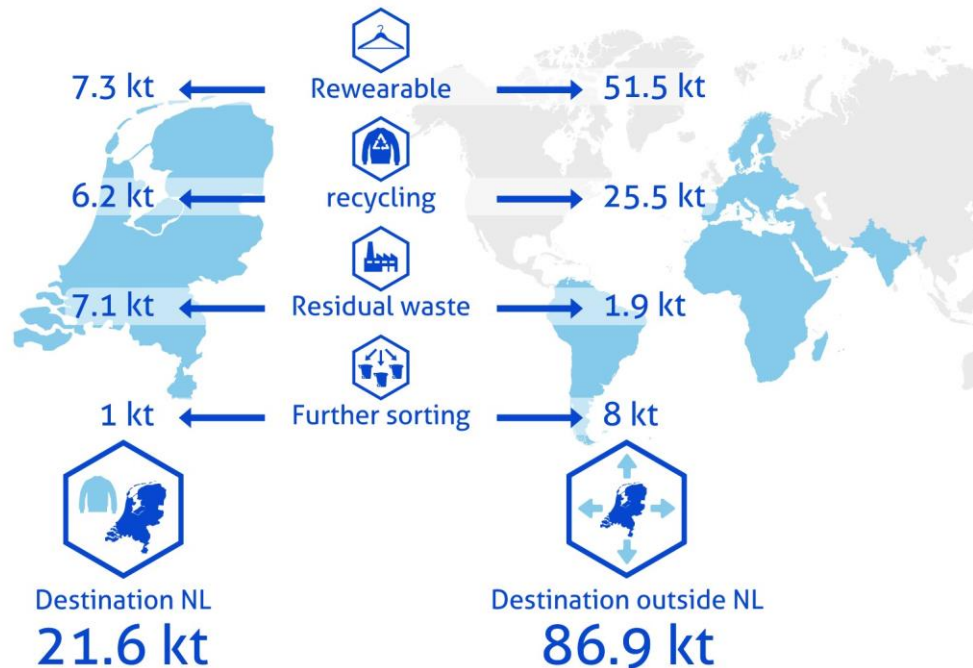 7.3 kt Rewearable 51.5 kt
6.2 kt recycling 25.5 kt
7.1 kt Residual waste 1.9 kt
1 kt Further sorting 8 kt
Destination NL
21.6 kt
Destination outside NL
86.9 kt